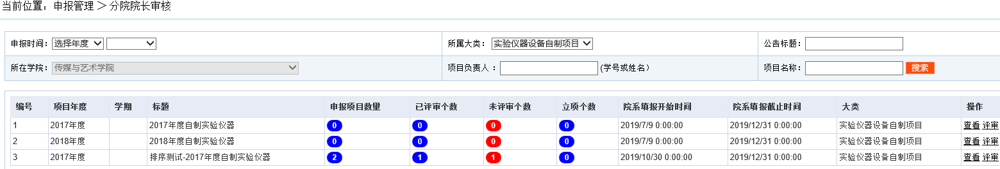 当前位置：申报管理 > 分院院长审核
申报时间：选择年度 所属大类：实验仪器设备自制项目 公告标题：
所在学院：传媒与艺术学院 项目负责人：(学号或姓名) 项目名称：搜索
编号 项目年度 学期 标题 申报项目数里 已评审个数 未评审个数 立项个数 院系填报开始时间 院系填报截止时间 大类 操作
1 2017年度 2017年度自制实验仪器 0 0 0 0 2019/7/9 0:00:00 2019/12/31 0:00:00 实验仪器设备自制项目 查看 评审
2 2018年度 2018年度自制实验仪器 0 0 0 0 2019/7/9 0:00:00 2019/12/31 0:00:00 实验仪器设备自制项目 查看 评审
3 2017年度 排序测试-2017年度自制实验仪器 2 1 1 0 2019/10/30 0:00:00 2019/12/31 0:00:00 实验仪器设备自制项目 查看 评审